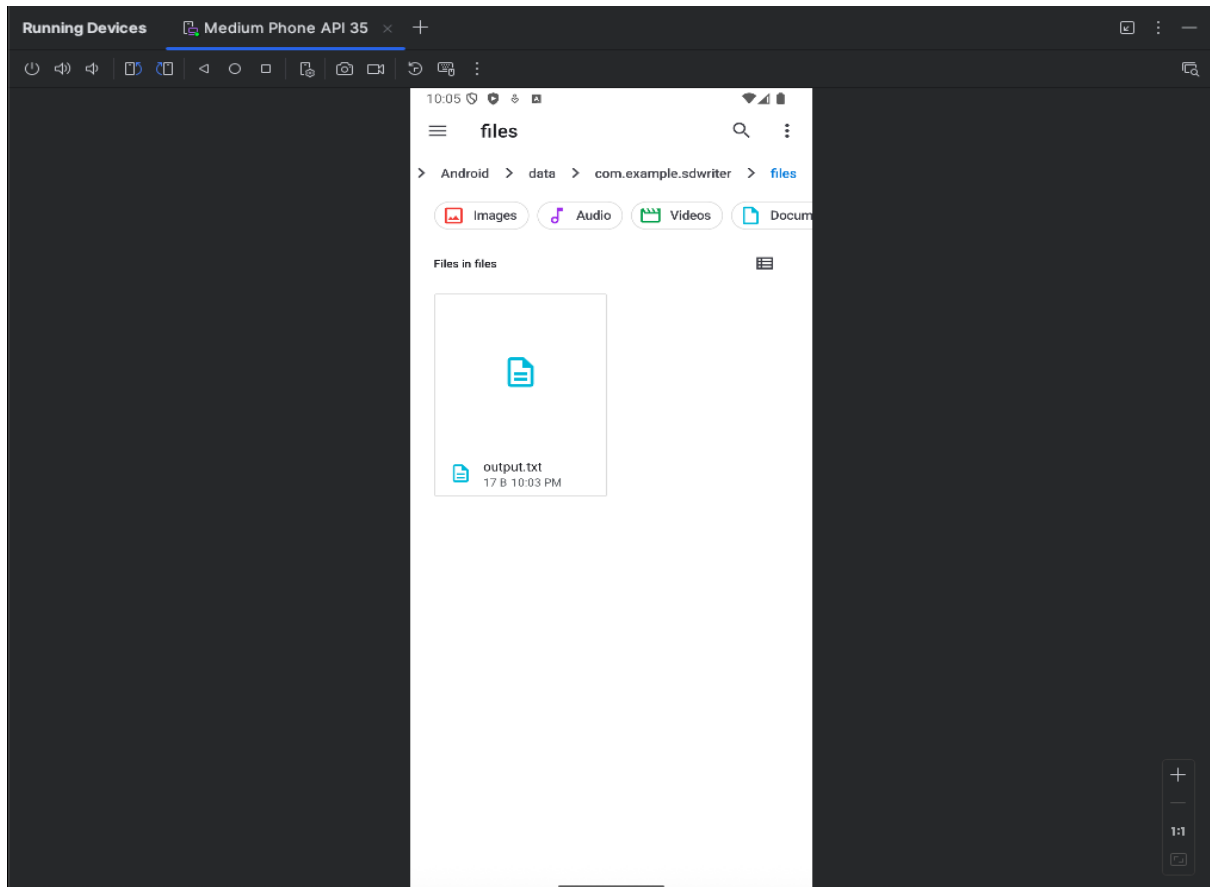 Running Devices Medium Phone API 35
10:05
files
Android > data > com.example.sdwriter > files
Images Audio Videos Docum
Files in files
output.txt
17 B 10:03 PM
1:1